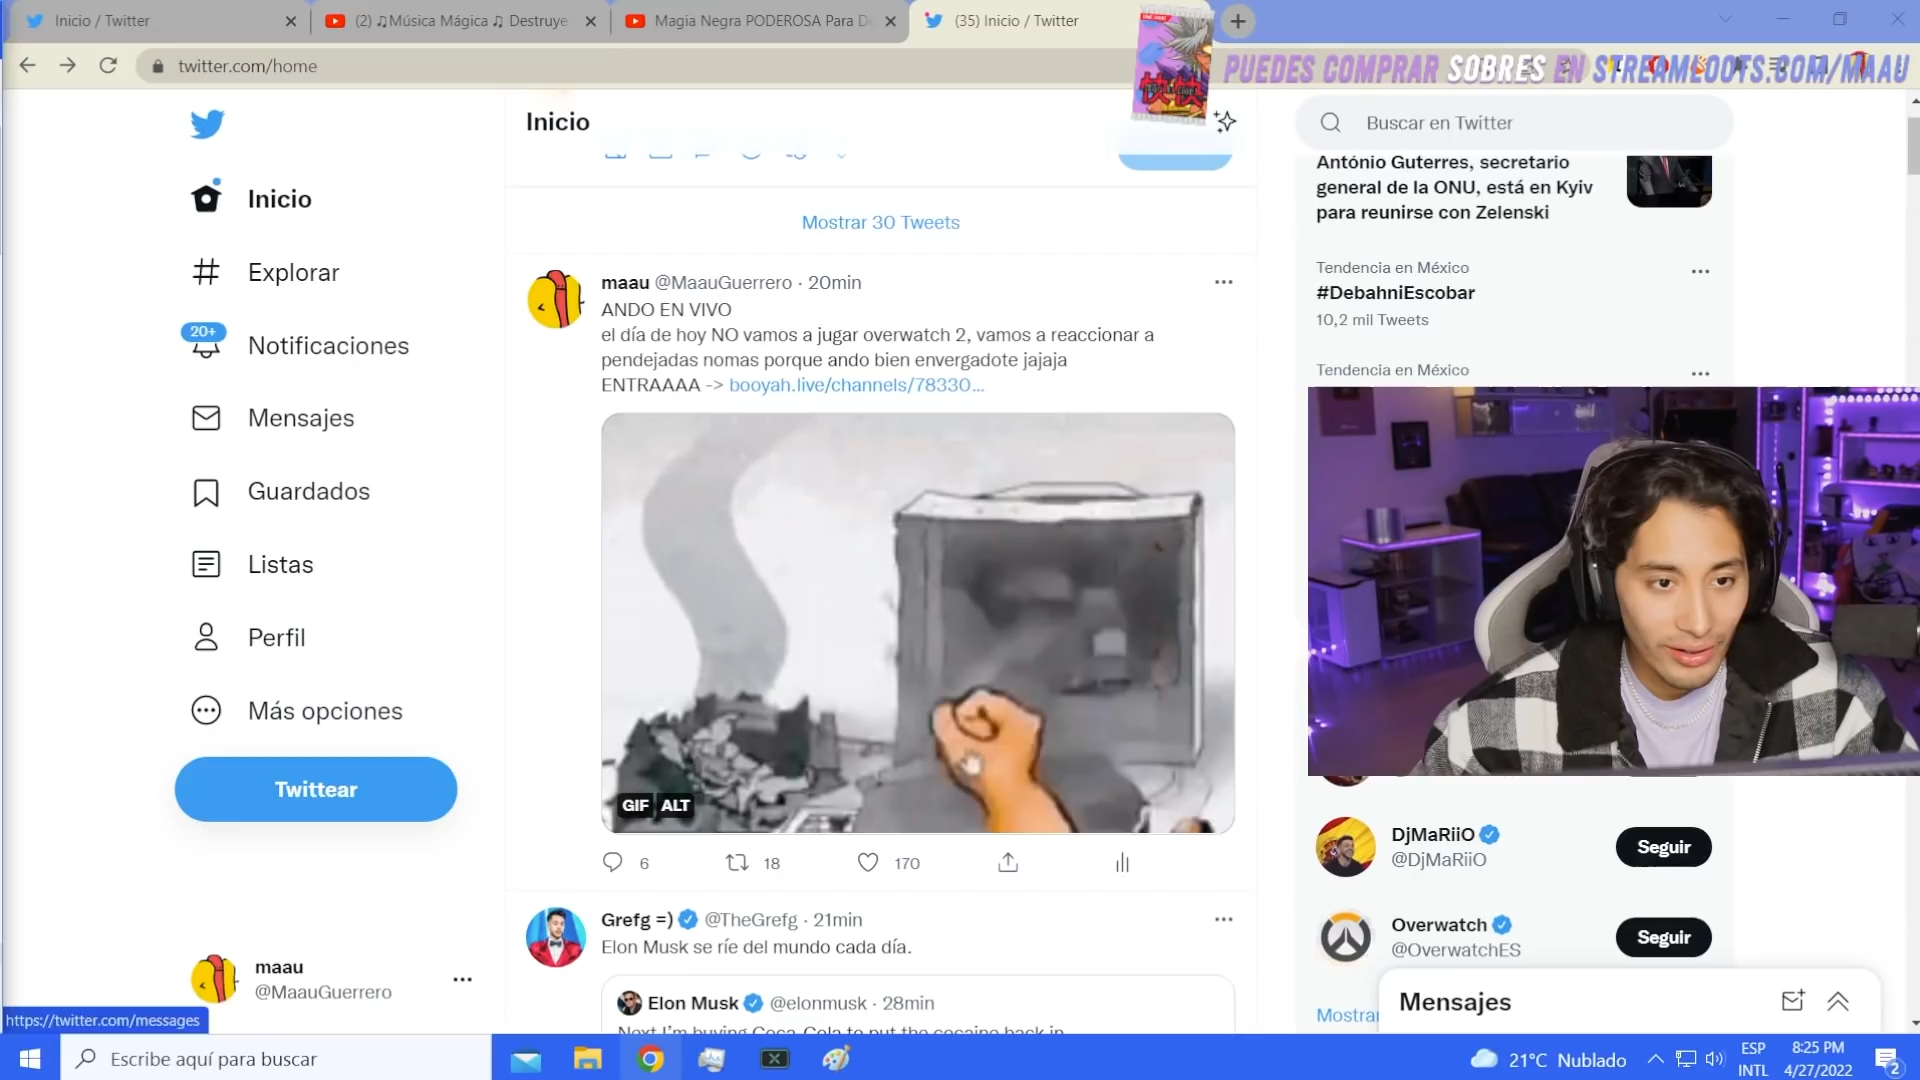 Inicio / Twitter
(2) ♫Música Mágica ♫ Destruye
Magia Negra PODEROSA Para De
(35) Inicio / Twitter
twitter.com/home
PUEDES COMPRAR SOBRES EN STREAMLOOTS.COM/MAAU
Inicio
Explorar
20+
Notificaciones
Mensajes
Guardados
Listas
Perfil
Más opciones
Twittear
maau
@MaauGuerrero
https://twitter.com/messages
Inicio
Mostrar 30 Tweets
maau @MaauGuerrero · 20min
ANDO EN VIVO
el día de hoy NO vamos a jugar overwatch 2, vamos a reaccionar a
pendejadas nomas porque ando bien envergadote jajaja
ENTRAAAA -> booyah.live/channels/78330...
GIF ALT
6 18 170
Grefg =) @TheGrefg · 21min
Elon Musk se ríe del mundo cada día.
Elon Musk @elonmusk · 28min
Next I'm buying Coca-Cola to put the cocaine back in
Buscar en Twitter
António Guterres, secretario
general de la ONU, está en Kyiv
para reunirse con Zelenski
Tendencia en México
#DebahniEscobar
10,2 mil Tweets
Tendencia en México
DjMaRiiO
@DjMaRiiO
Seguir
Overwatch
@OverwatchES
Seguir
Mostrar
Mensajes
Escribe aquí para buscar
21°C Nublado
ESP
INTL
8:25 PM
4/27/2022
2